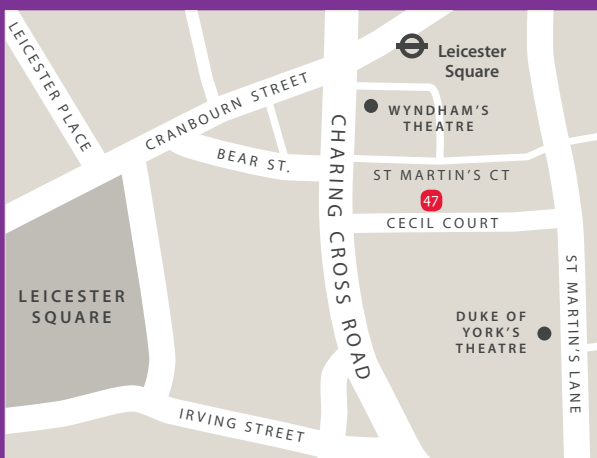 LEICESTER PLACE
CRANBOURN STREET
Leicester
Square
WYNDHAM'S
THEATRE
BEAR ST.
CHARING CROSS ROAD
ST MARTIN'S CT
47
CECIL COURT
LEICESTER
SQUARE
DUKE OF
YORK'S
THEATRE
ST MARTIN'S LANE
IRVING STREET